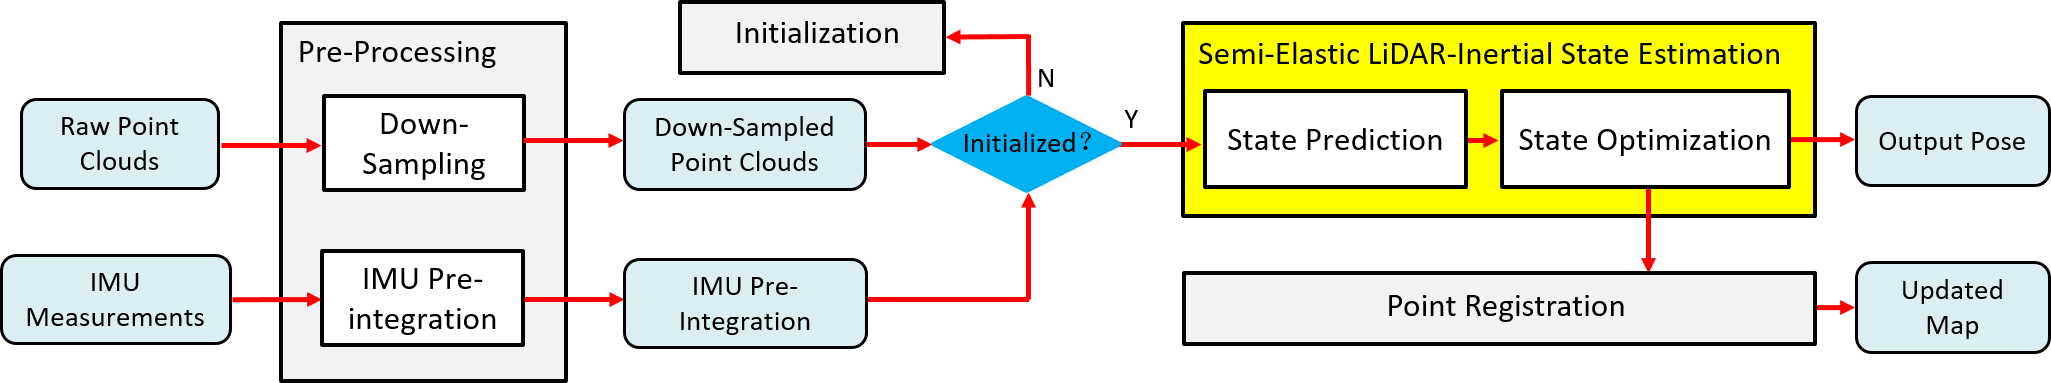 Pre-Processing
Raw Point
Clouds
Down-
Sampling
Down-Sampled
Point Clouds
IMU
Measurements
IMU Pre-
integration
IMU Pre-
Integration
Initialization
N
Initialized？
Y
Semi-Elastic LiDAR-Inertial State Estimation
State Prediction
State Optimization
Output Pose
Point Registration
Updated
Map